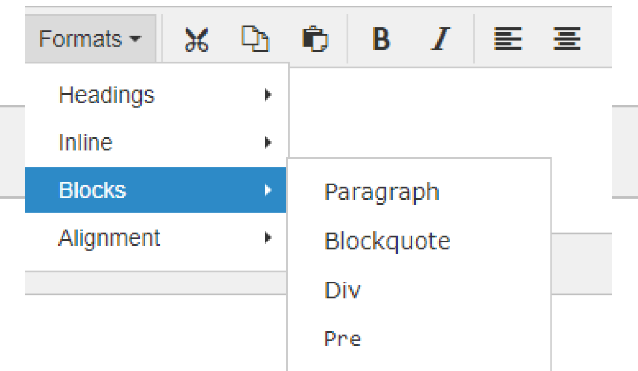 Formats B I
Headings
Inline
Blocks
Alignment
Paragraph
Blockquote
Div
Pre